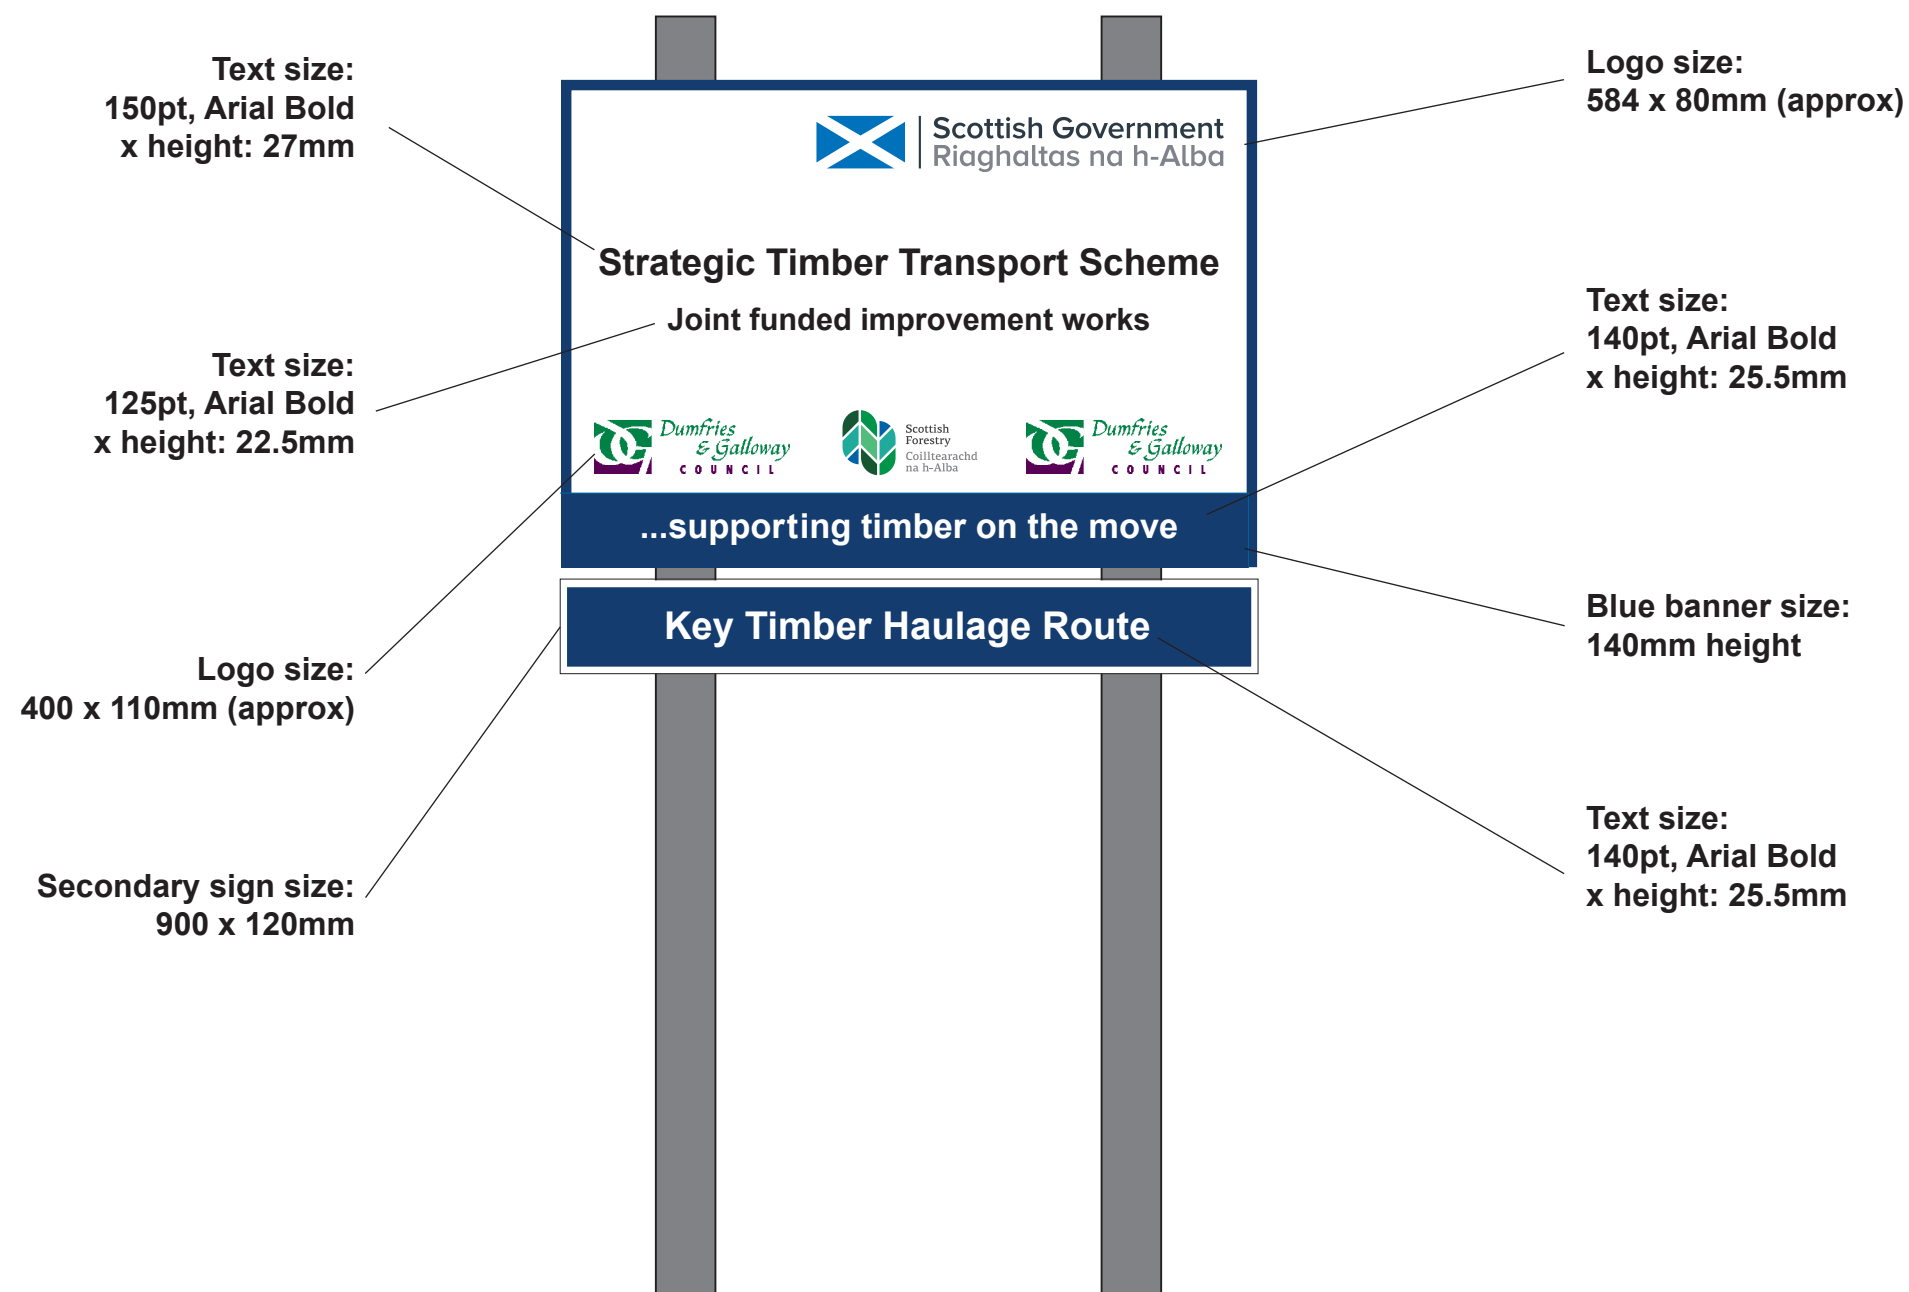 Text size:
150pt, Arial Bold
x height: 27mm
Text size:
125pt, Arial Bold
x height: 22.5mm
Logo size:
400 x 110mm (approx)
Secondary sign size:
900 x 120mm
Scottish Government
Riaghaltas na h-Alba
Strategic Timber Transport Scheme
Joint funded improvement works
Dumfries
& Galloway
COUNCIL
Scottish
Forestry
Coilltearachd
na h-Alba
Dumfries
& Galloway
COUNCIL
...supporting timber on the move
Key Timber Haulage Route
Logo size:
584 x 80mm (approx)
Text size:
140pt, Arial Bold
x height: 25.5mm
Blue banner size:
140mm height
Text size:
140pt, Arial Bold
x height: 25.5mm